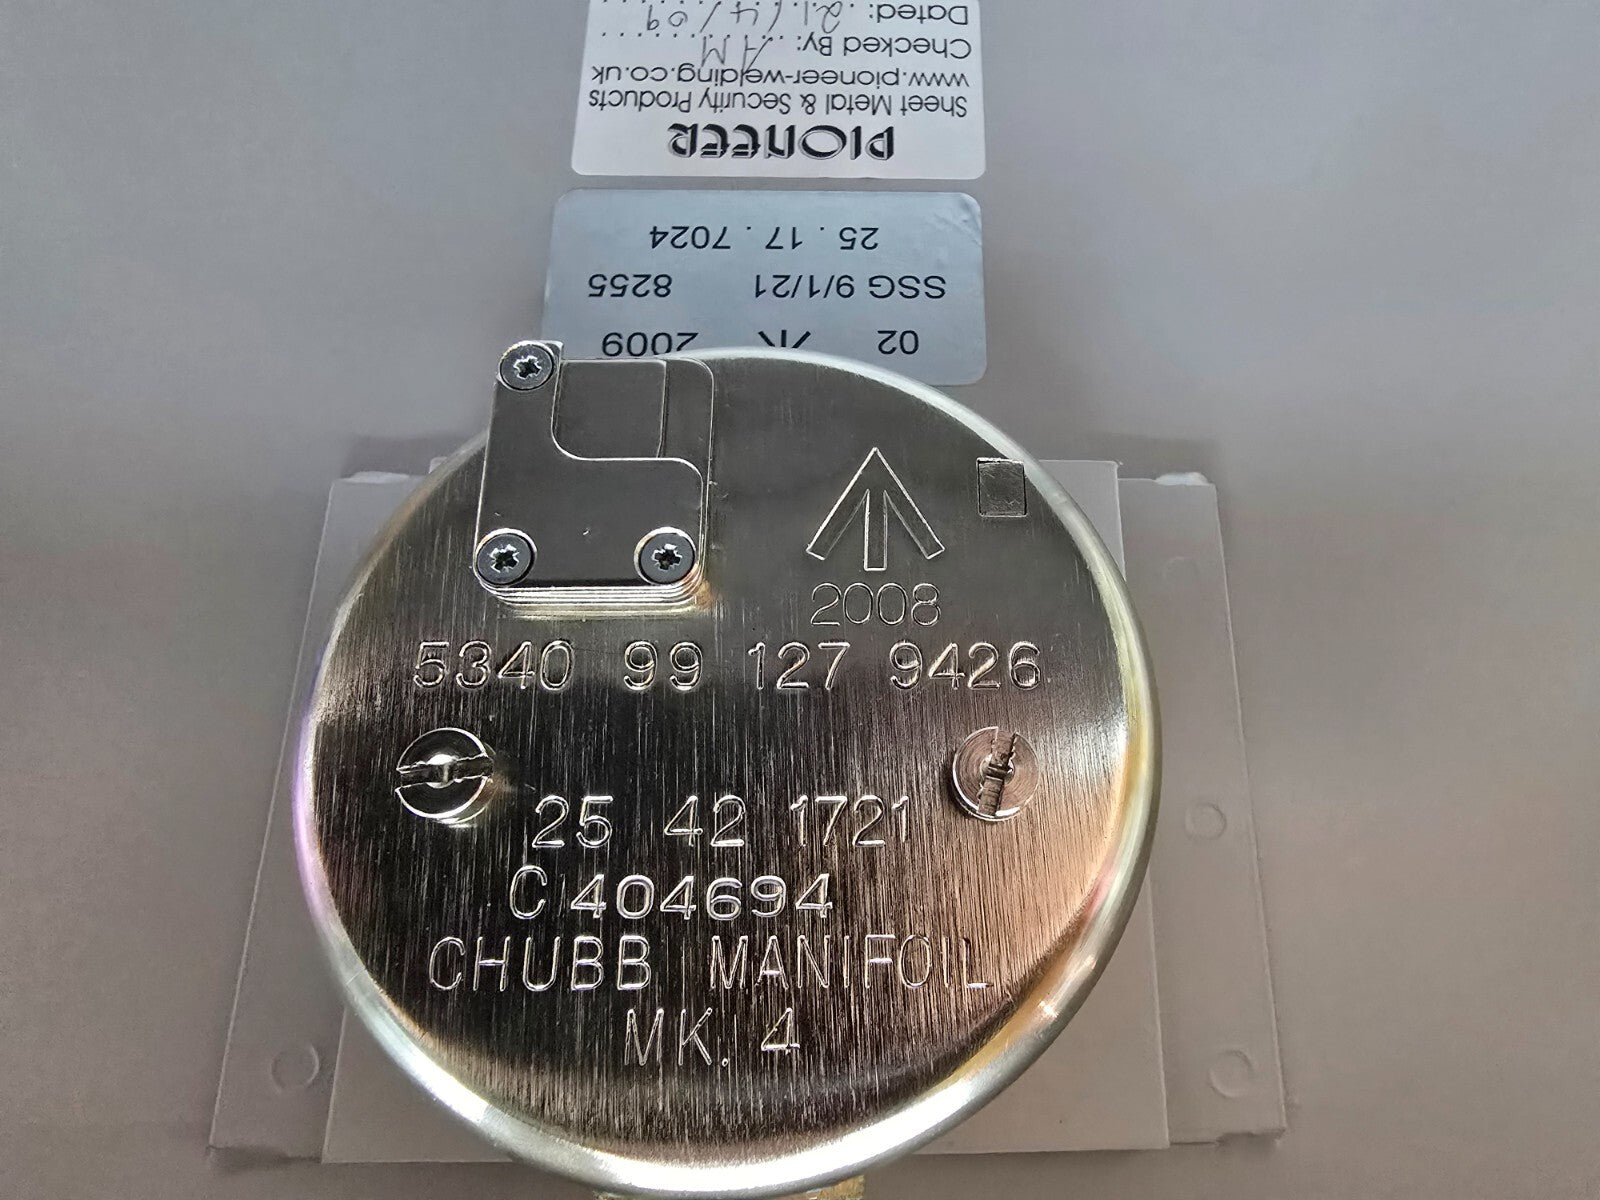 PIONEER
Sheet Metal & Security Products
www.pioneer-welding.co.uk
Checked By: AM
Dated: 21/4/09
02 2009
SSG 9/1/21 8255
25 . 17 . 7024
2008
5340 99 127 9426
25 42 1721
C404694
CHUBB MANIFOIL
MK. 4